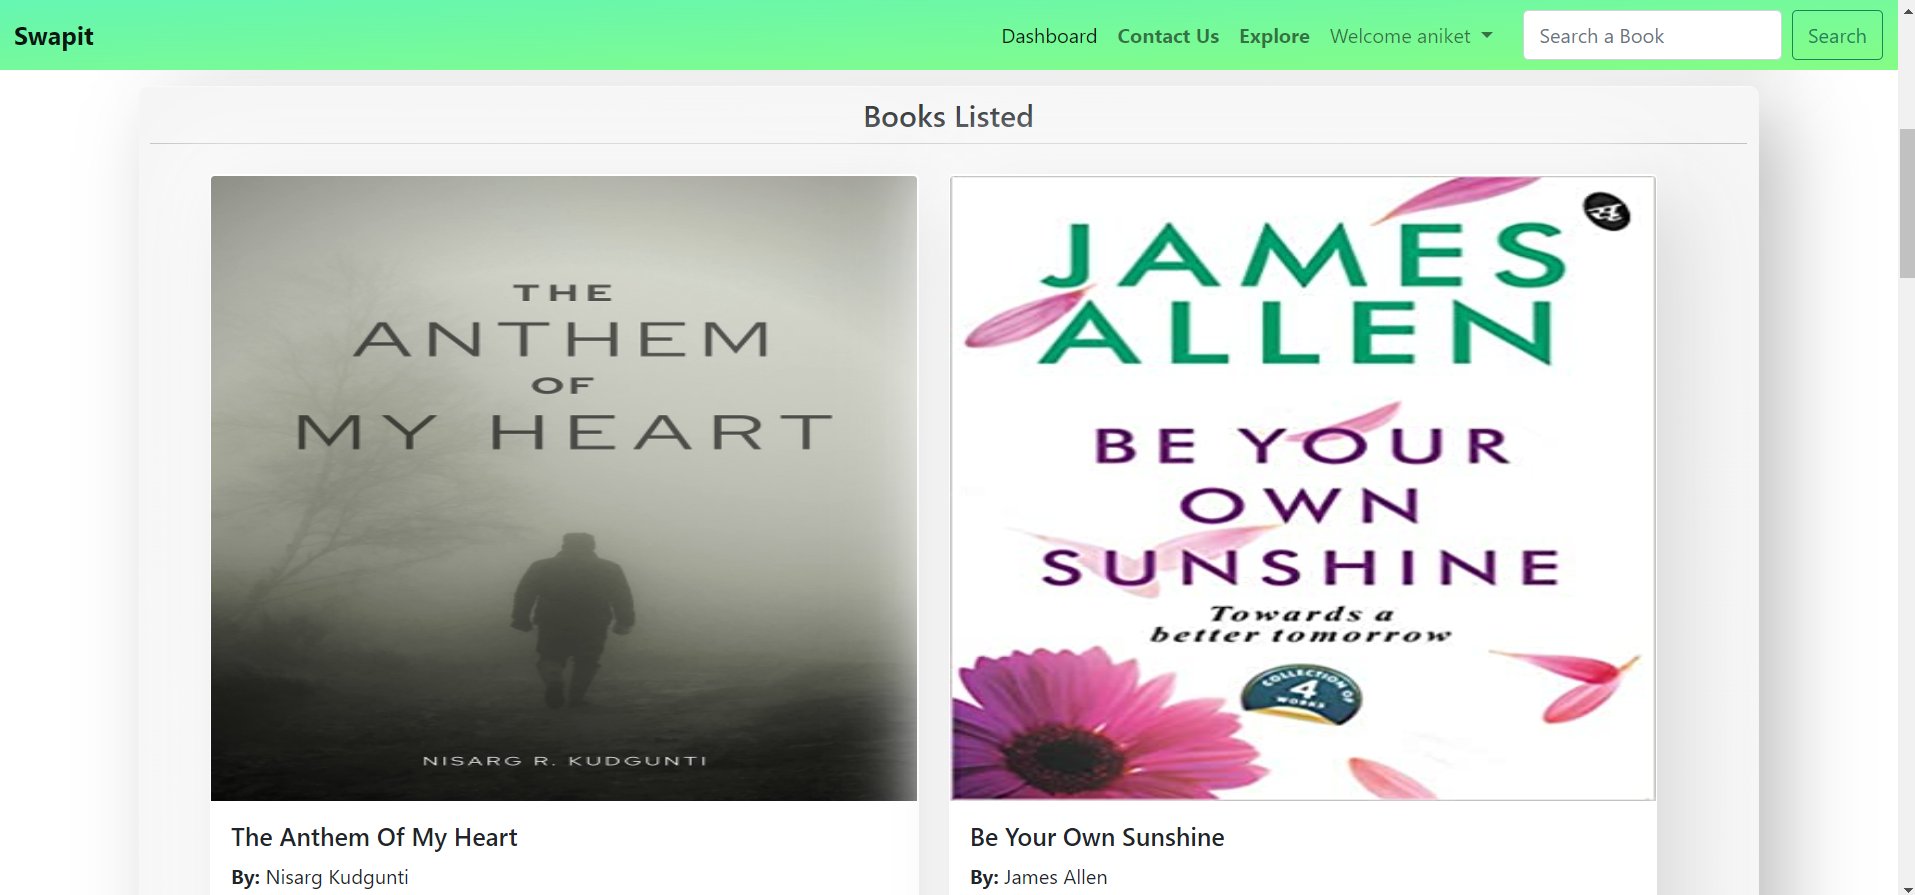 Swapit
Dashboard Contact Us Explore Welcome aniket Search a Book Search
Books Listed
THE
ANTHEM
OF
MY HEART
NISARG R. KUDGUNTI
JAMES
ALLEN
स्व
BE YOUR
OWN
SUNSHINE
Towards a
better tomorrow
COLLECTION OF
4
WORKS
The Anthem Of My Heart
By: Nisarg Kudgunti
Be Your Own Sunshine
By: James Allen